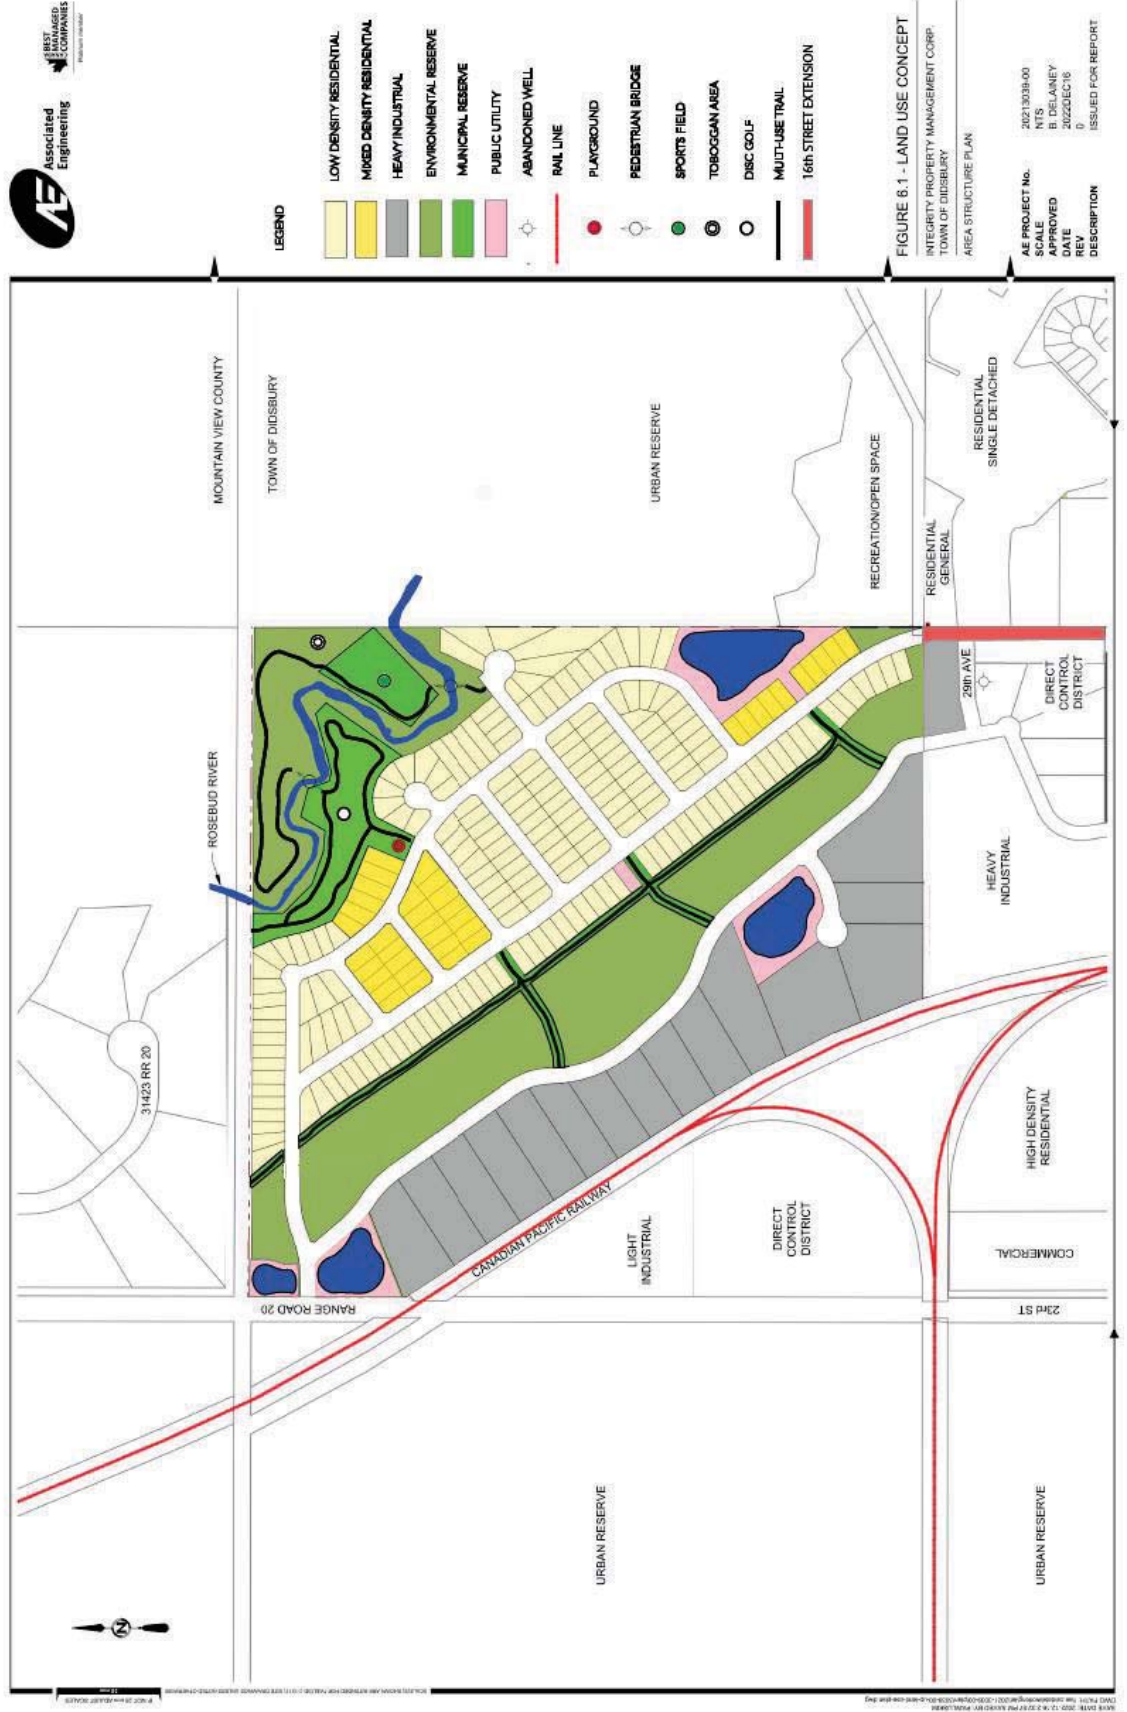 Associated
Engineering
BEST
MANAGED
COMPANIES
Platinum member
LEGEND
LOW DENSITY RESIDENTIAL
MIXED DENSITY RESIDENTIAL
HEAVY INDUSTRIAL
ENVIRONMENTAL RESERVE
MUNICIPAL RESERVE
PUBLIC UTILITY
ABANDONED WELL
RAIL LINE
PLAYGROUND
PEDESTRIAN BRIDGE
SPORTS FIELD
TOBOGGAN AREA
DISC GOLF
MULTI-USE TRAIL
16th STREET EXTENSION
FIGURE 6.1 - LAND USE CONCEPT
INTEGRITY PROPERTY MANAGEMENT CORP.
TOWN OF DIDSBURY
AREA STRUCTURE PLAN
AE PROJECT No. 20213039-00
SCALE NTS
APPROVED B. DELAINEY
DATE 2022DEC16
REV 0
DESCRIPTION ISSUED FOR REPORT
MOUNTAIN VIEW COUNTY
TOWN OF DIDSBURY
URBAN RESERVE
RECREATION/OPEN SPACE
RESIDENTIAL
SINGLE DETACHED
RESIDENTIAL
GENERAL
ROSEBUD RIVER
29th AVE
DIRECT
CONTROL
DISTRICT
HEAVY
INDUSTRIAL
31423 RR 20
CANADIAN PACIFIC RAILWAY
LIGHT
INDUSTRIAL
DIRECT
CONTROL
DISTRICT
HIGH DENSITY
RESIDENTIAL
COMMERCIAL
RANGE ROAD 20
23rd ST
URBAN RESERVE
URBAN RESERVE
N